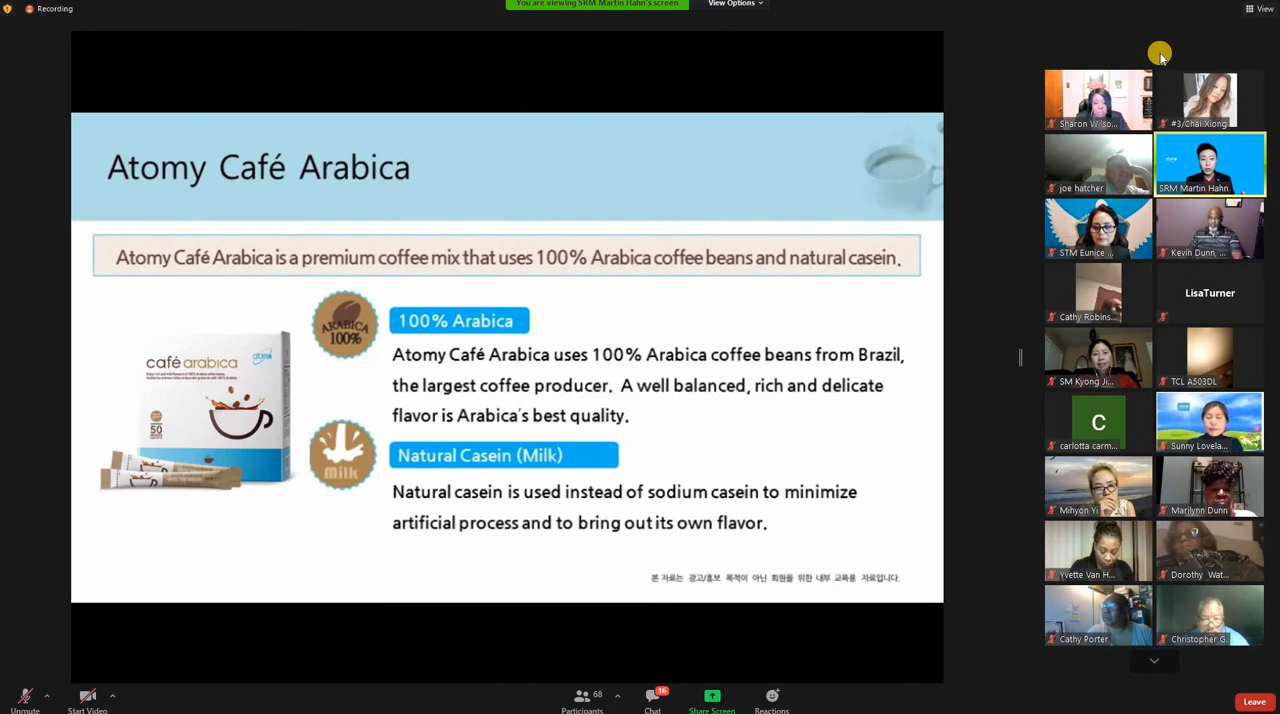 Recording
You are viewing SRM Martin Hahn's screen
View Options
View
Atomy Café Arabica
Atomy Café Arabica is a premium coffee mix that uses 100% Arabica coffee beans and natural casein.
café arabica
atomy
50
ARABICA
100%
100% Arabica
Atomy Café Arabica uses 100% Arabica coffee beans from Brazil,
the largest coffee producer. A well balanced, rich and delicate
flavor is Arabica's best quality.
milk
Natural Casein (Milk)
Natural casein is used instead of sodium casein to minimize
artificial process and to bring out its own flavor.
본 자료는 광고/홍보 목적이 아닌 회원을 위한 내부 교육용 자료입니다.
Sharon Wilso...
#3/Chai Xiong
joe hatcher
SRM Martin Hahn
STM Eunice ...
Kevin Dunn, ...
Cathy Robins...
LisaTurner
SM Kyong Ji...
TCL A503DL
C
carlotta carm...
Sunny Lovela...
Mihyon Yi
Marilynn Dunn
Yvette Van H...
Dorothy Wat...
Cathy Porter
Christopher G.
Unmute
Start Video
68
Participants
16
Chat
Share Screen
Reactions
Leave